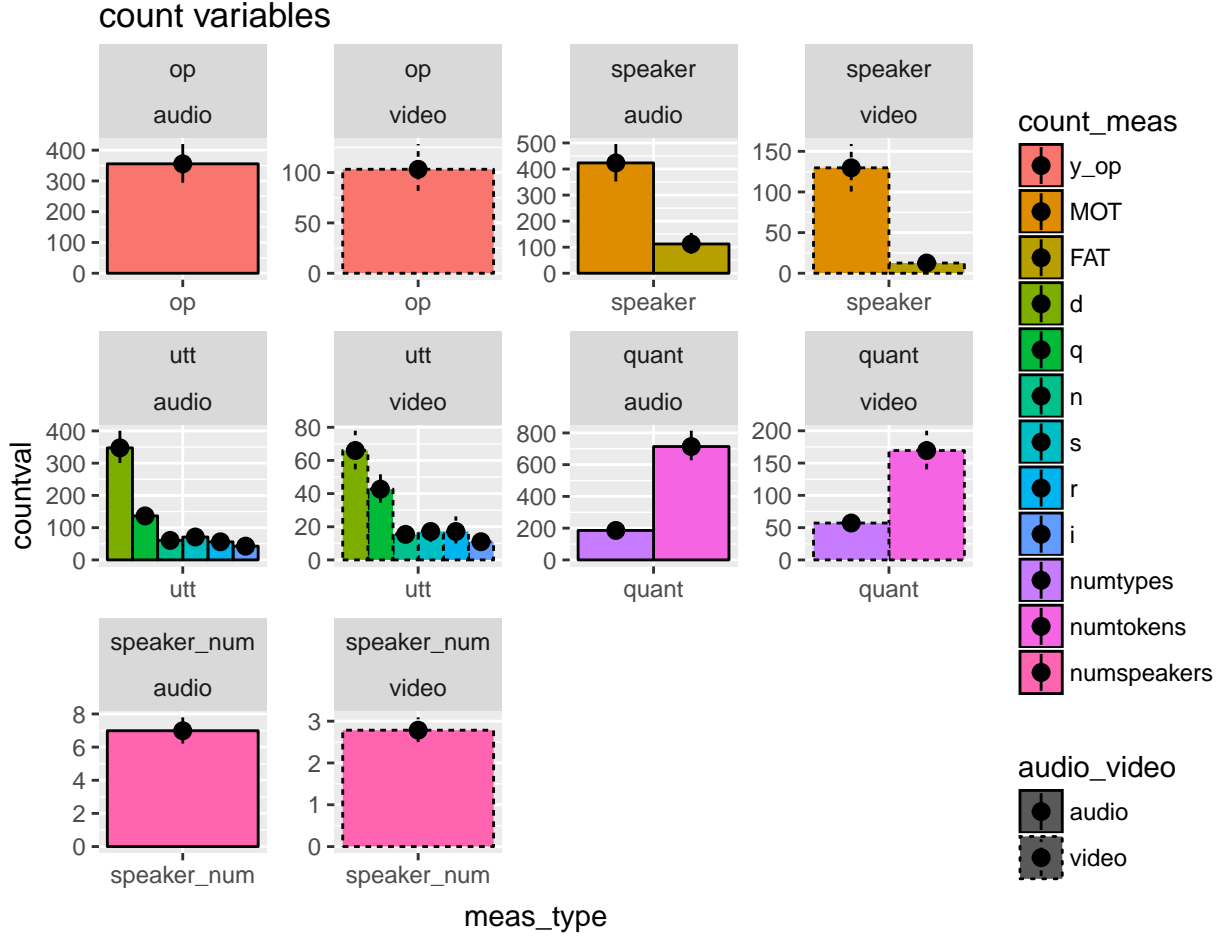 count variables
op
op
speaker
speaker
audio
video
audio
video
400
300
200
100
0
100
50
0
500
400
300
200
100
0
150
100
50
0
op
op
speaker
speaker
utt
utt
quant
quant
audio
video
audio
video
400
300
200
100
0
80
60
40
20
0
800
600
400
200
0
200
150
100
50
0
utt
utt
quant
quant
speaker_num
speaker_num
audio
video
8
6
4
2
0
3
2
1
0
speaker_num
speaker_num
countval
meas_type
count_meas
y_op
MOT
FAT
d
q
n
s
r
i
numtypes
numtokens
numspeakers
audio_video
audio
video